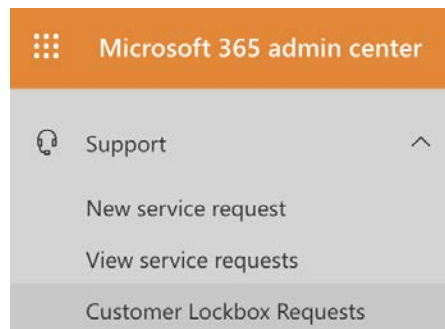 Microsoft 365 admin center
Support
New service request
View service requests
Customer Lockbox Requests